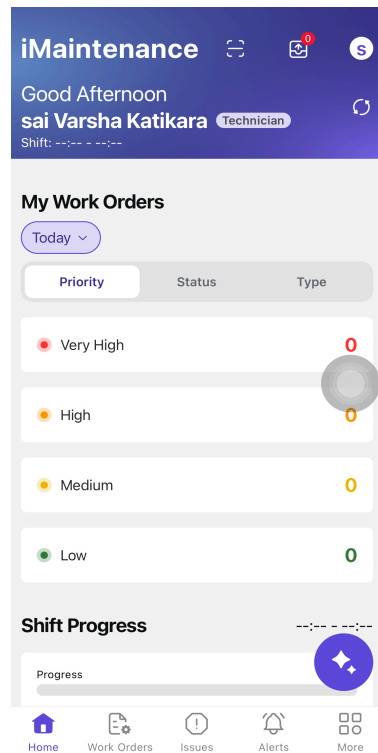 iMaintenance
0
S
Good Afternoon
sai Varsha Katikara Technician
Shift: --:-- - --:--
My Work Orders
Today
Priority Status Type
Very High 0
High 0
Medium 0
Low 0
Shift Progress --:-- - --:--
Progress
Home Work Orders Issues Alerts More